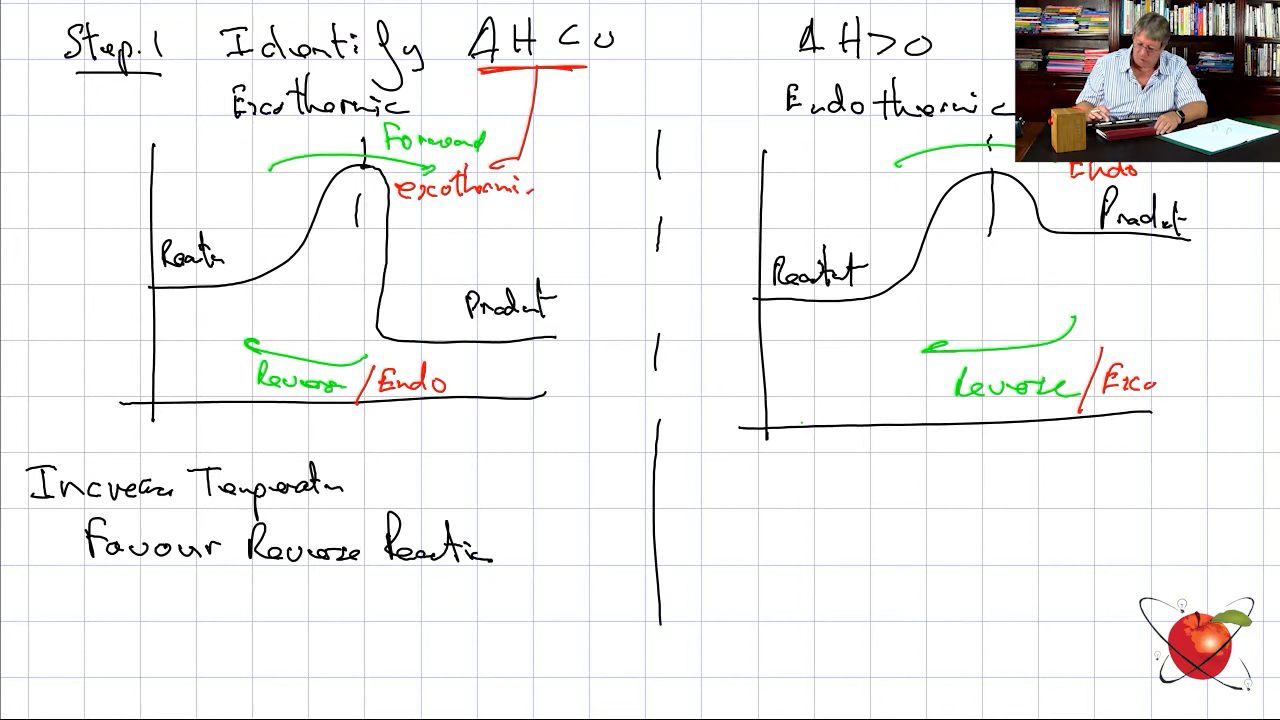 Step.1 Identify ΔH<0
Exothermic
Forward
exothermic
React
Product
Reverse / Endo
Increase Temperature
Favour Reverse Reaction
ΔH>0
Endothermic
Endo
Product
Reactant
Reverse / Exo